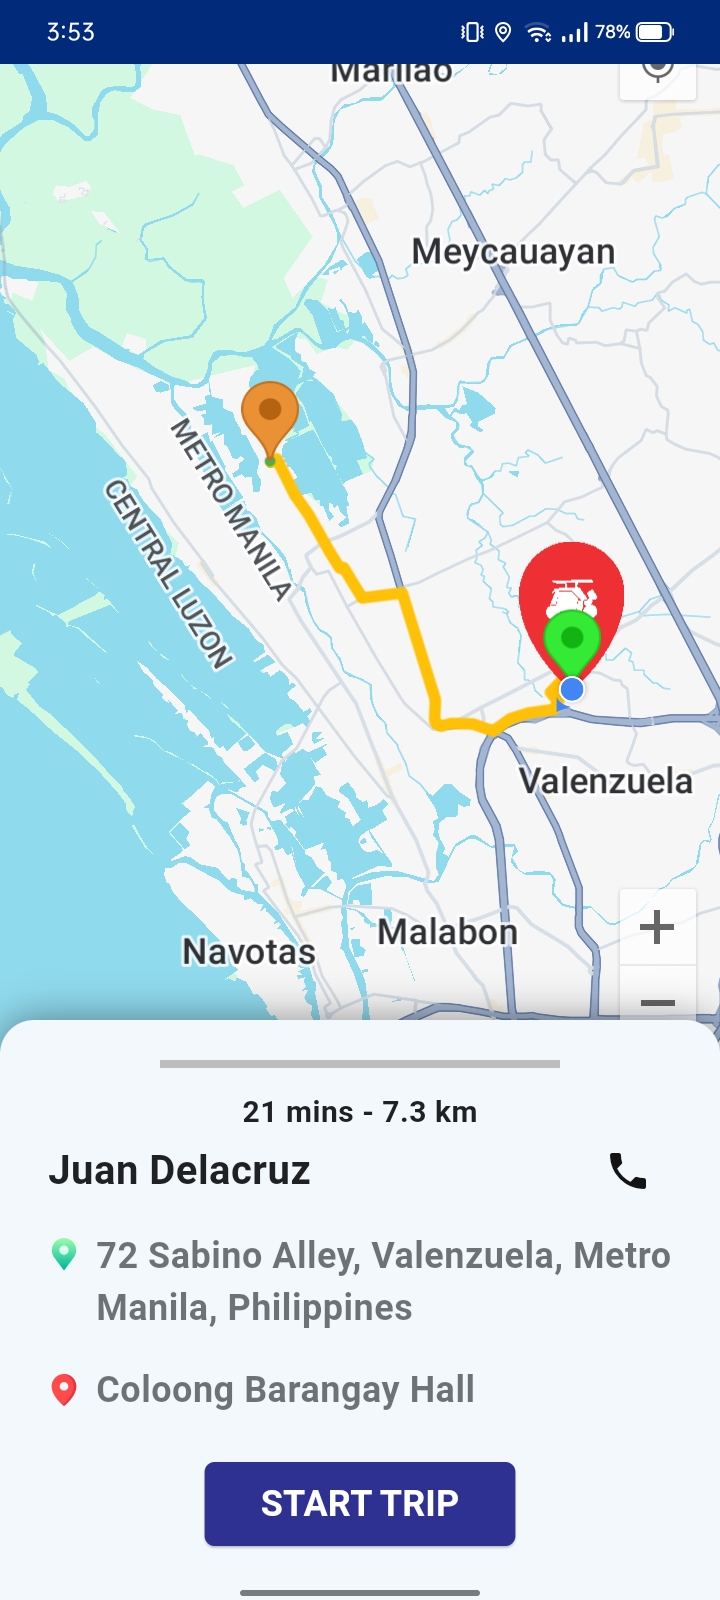 3:53
78%
Marilao
Meycauayan
METRO MANILA
CENTRAL LUZON
Valenzuela
Malabon
Navotas
21 mins - 7.3 km
Juan Delacruz
72 Sabino Alley, Valenzuela, Metro
Manila, Philippines
Coloong Barangay Hall
START TRIP